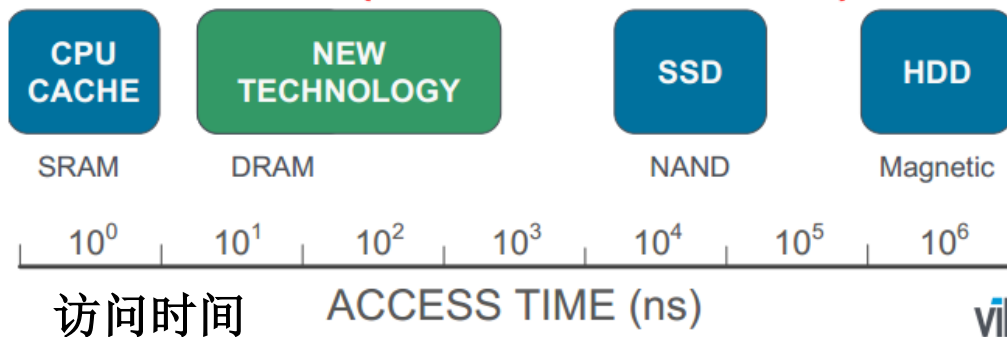 CPU
CACHE
NEW
TECHNOLOGY
SSD
HDD
SRAM
DRAM
NAND
Magnetic
10⁰ 10¹ 10² 10³ 10⁴ 10⁵ 10⁶
访问时间
ACCESS TIME (ns)